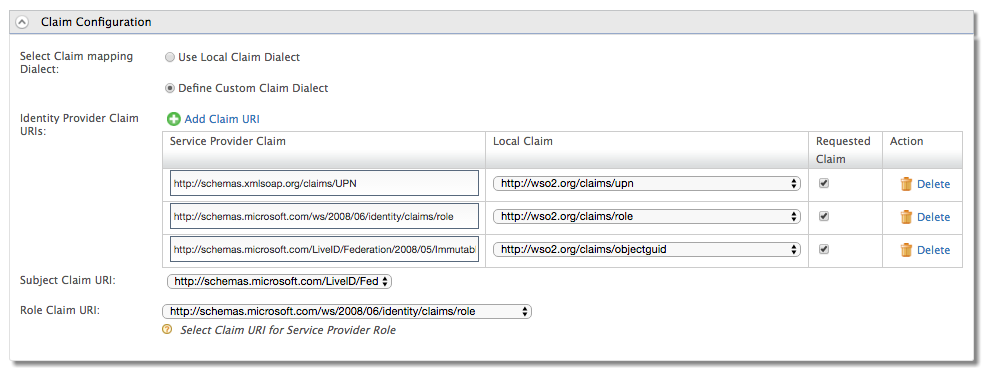 Claim Configuration
Select Claim mapping
Dialect:
Use Local Claim Dialect
Define Custom Claim Dialect
Identity Provider Claim
URIs:
Add Claim URI
Service Provider Claim
Local Claim
Requested
Claim
Action
http://schemas.xmlsoap.org/claims/UPN
http://wso2.org/claims/upn
Delete
http://schemas.microsoft.com/ws/2008/06/identity/claims/role
http://wso2.org/claims/role
Delete
http://schemas.microsoft.com/LiveID/Federation/2008/05/Immutabl
http://wso2.org/claims/objectguid
Delete
Subject Claim URI:
http://schemas.microsoft.com/LiveID/Fed
Role Claim URI:
http://schemas.microsoft.com/ws/2008/06/identity/claims/role
Select Claim URI for Service Provider Role